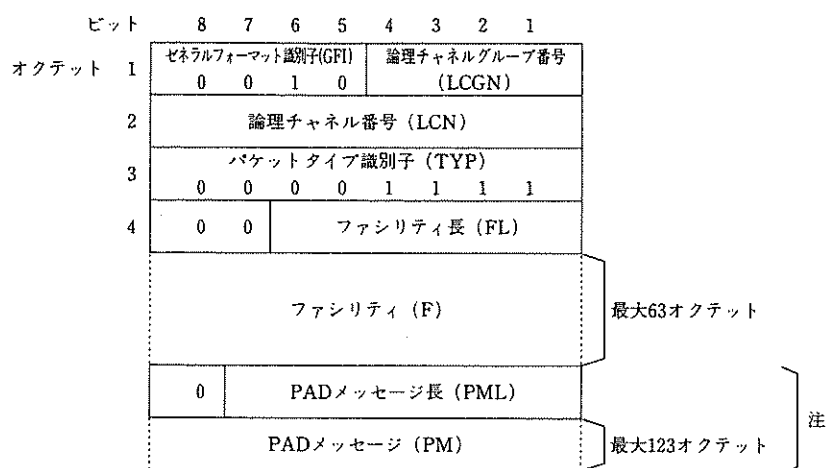 ビット 8 7 6 5 4 3 2 1
オクテット 1 ゼネラルフォーマット識別子(GFI) 論理チャネルグループ番号
0 0 1 0 (LCGN)
2 論理チャネル番号 (LCN)
3 パケットタイプ識別子 (TYP)
0 0 0 0 1 1 1 1
4 0 0 ファシリティ長 (FL)
ファシリティ (F) 最大63オクテット
0 PADメッセージ長 (PML)
注
PADメッセージ (PM) 最大123オクテット